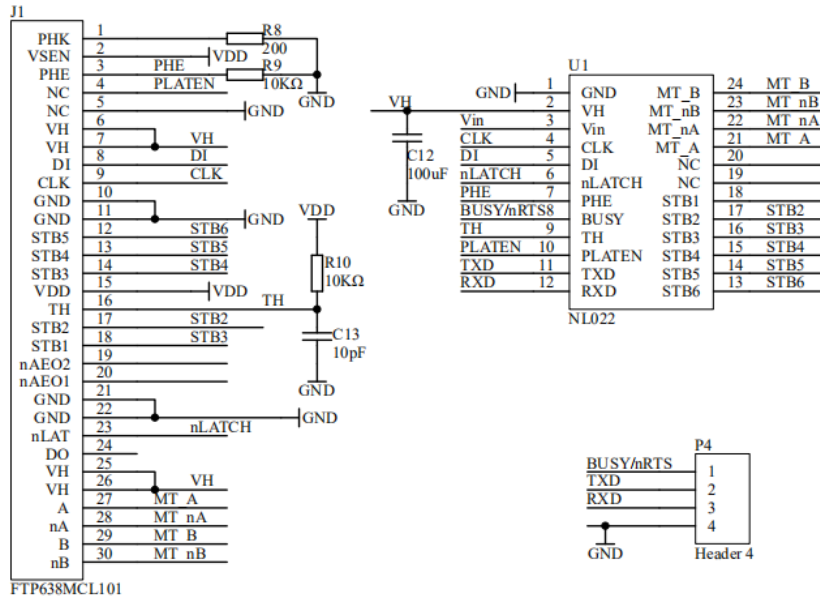 J1
PHK 1 R8
200
VSEN 2 VDD
PHE 3 PHE R9
10KΩ
NC 4 PLATEN GND
NC 5 GND
VH 6
VH 7 VH
DI 8 DI
CLK 9 CLK
GND 10
GND 11 GND
STB5 12 STB6
STB4 13 STB5
STB3 14 STB4
VDD 15 VDD
TH 16 TH
STB2 17 STB2
STB1 18 STB3
nAEO2 19
nAEO1 20
GND 21
GND 22 GND
nLAT 23 nLATCH
DO 24
VH 25
VH 26 VH
A 27 MT_A
nA 28 MT_nA
B 29 MT_B
nB 30 MT_nB
FTP638MCL101
VDD
R10
10KΩ
C13
10pF
GND
U1
GND 1 GND MT_B 24 MT_B
VH 2 VH MT_nB 23 MT_nB
Vin 3 Vin MT_nA 22 MT_nA
CLK 4 CLK MT_A 21 MT_A
DI 5 DI NC 20
nLATCH 6 nLATCH NC 19
PHE 7 PHE STB1 18
BUSY/nRTS 8 BUSY STB2 17 STB2
TH 9 TH STB3 16 STB3
PLATEN 10 PLATEN STB4 15 STB4
TXD 11 TXD STB5 14 STB5
RXD 12 RXD STB6 13 STB6
NL022
C12
100uF
GND
P4
BUSY/nRTS 1
TXD 2
RXD 3
4
GND
Header 4